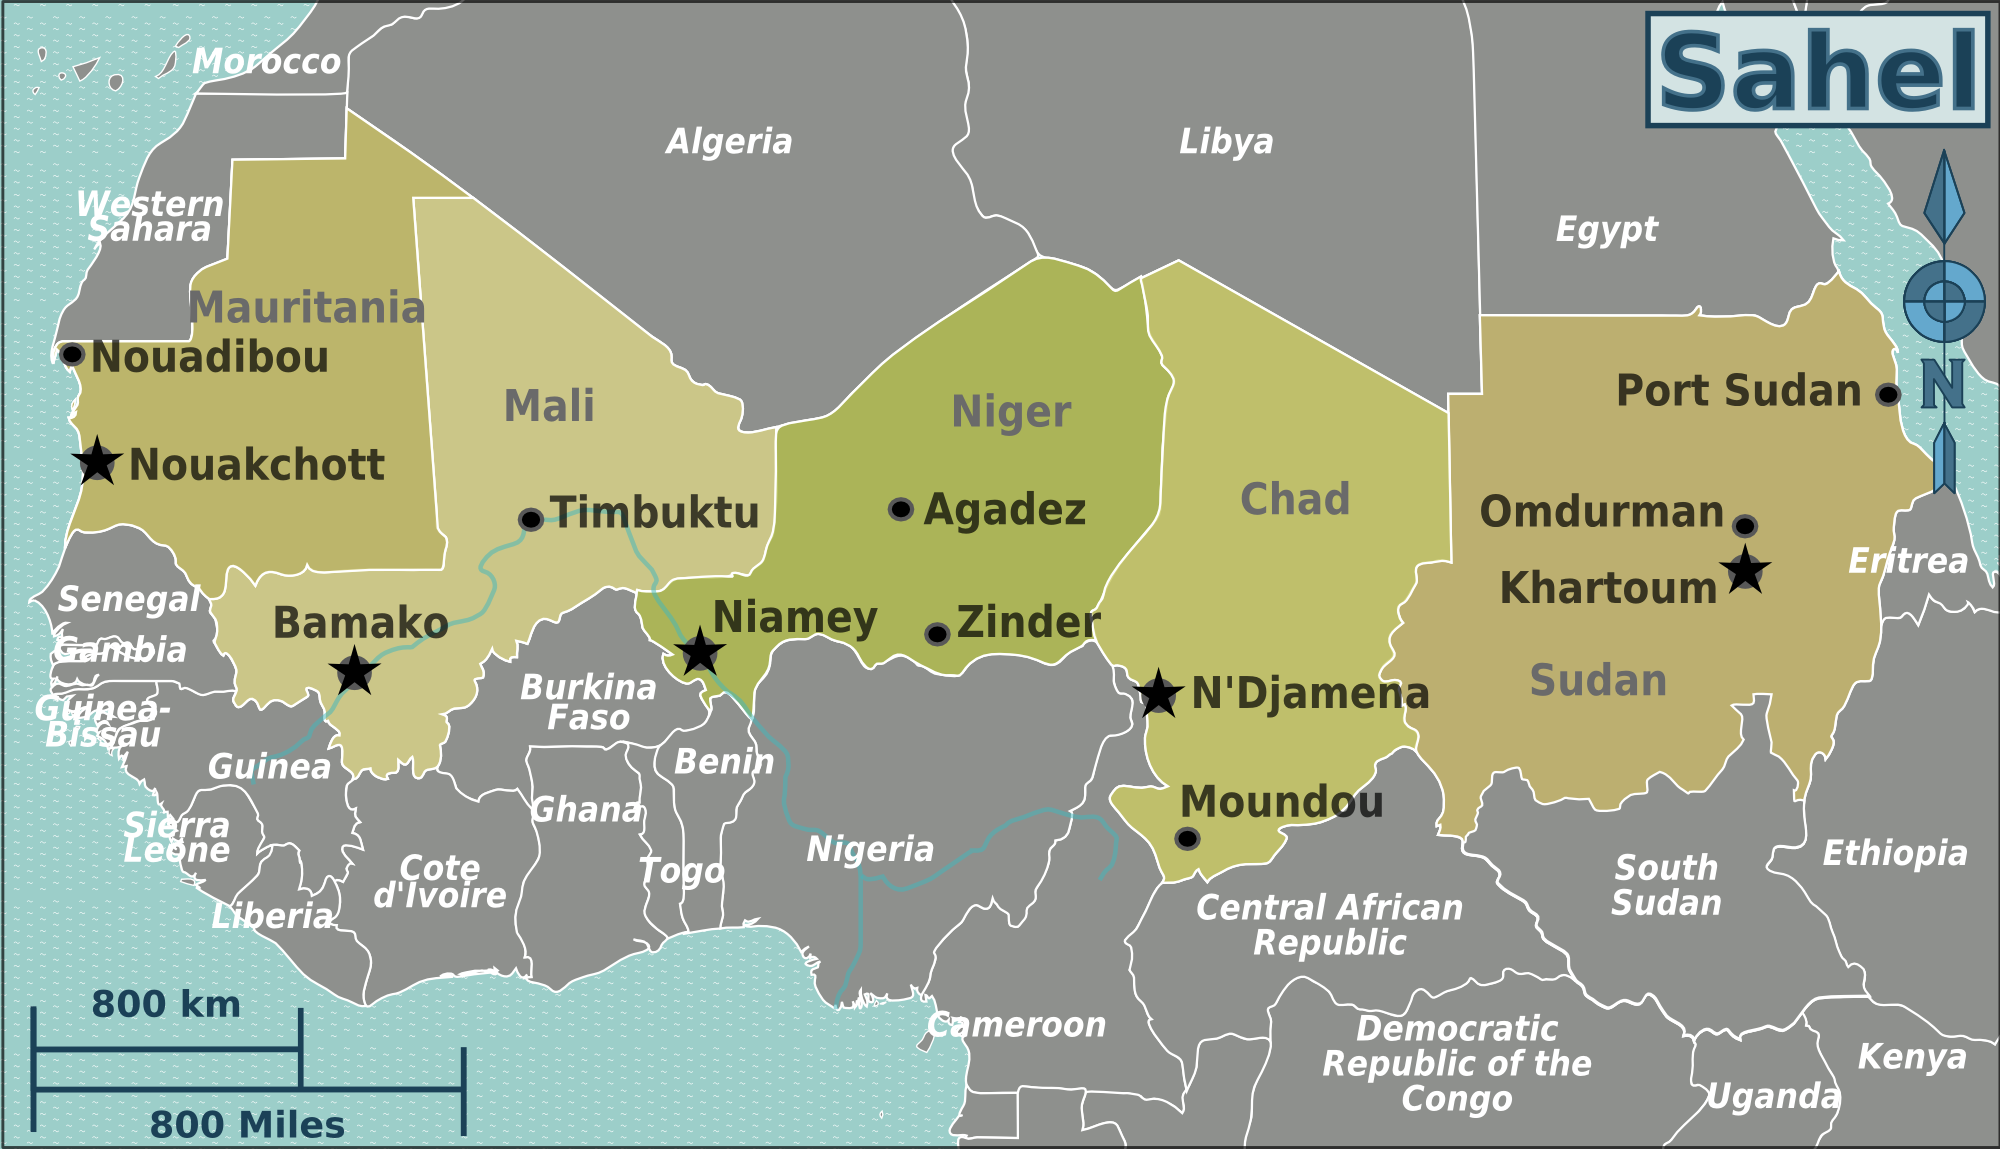 Sahel
Morocco
Algeria
Libya
Western
Sahara
Egypt
Mauritania
Nouadibou
Mali
Niger
N
Port Sudan
Nouakchott
Timbuktu
Agadez
Chad
Omdurman
Eritrea
Khartoum
Senegal
Bamako
Niamey
Zinder
Gambia
Burkina
Faso
N'Djamena
Sudan
Guinea-
Bissau
Guinea
Benin
Ghana
Moundou
Sierra
Leone
Cote
d'Ivoire
Togo
Nigeria
South
Sudan
Ethiopia
Liberia
Central African
Republic
800 km
Cameroon
Democratic
Republic of the
Congo
Kenya
Uganda
800 Miles